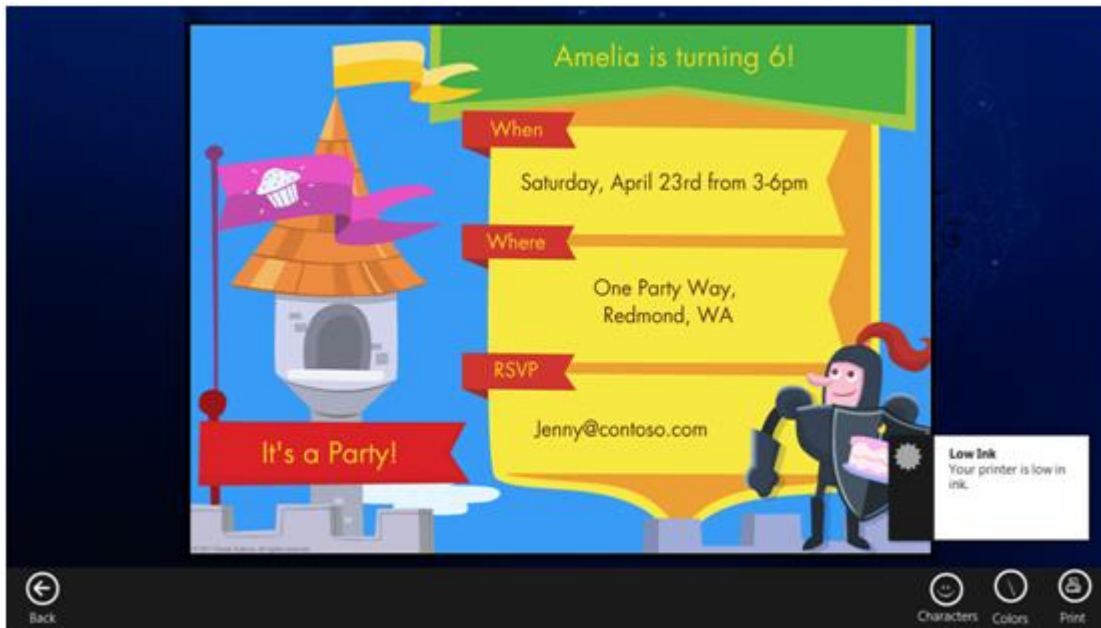 Amelia is turning 6!
When
Saturday, April 23rd from 3-6pm
Where
One Party Way,
Redmond, WA
RSVP
Jenny@contoso.com
It's a Party!
Low Ink
Your printer is low in
ink.
Back
Characters
Colors
Print